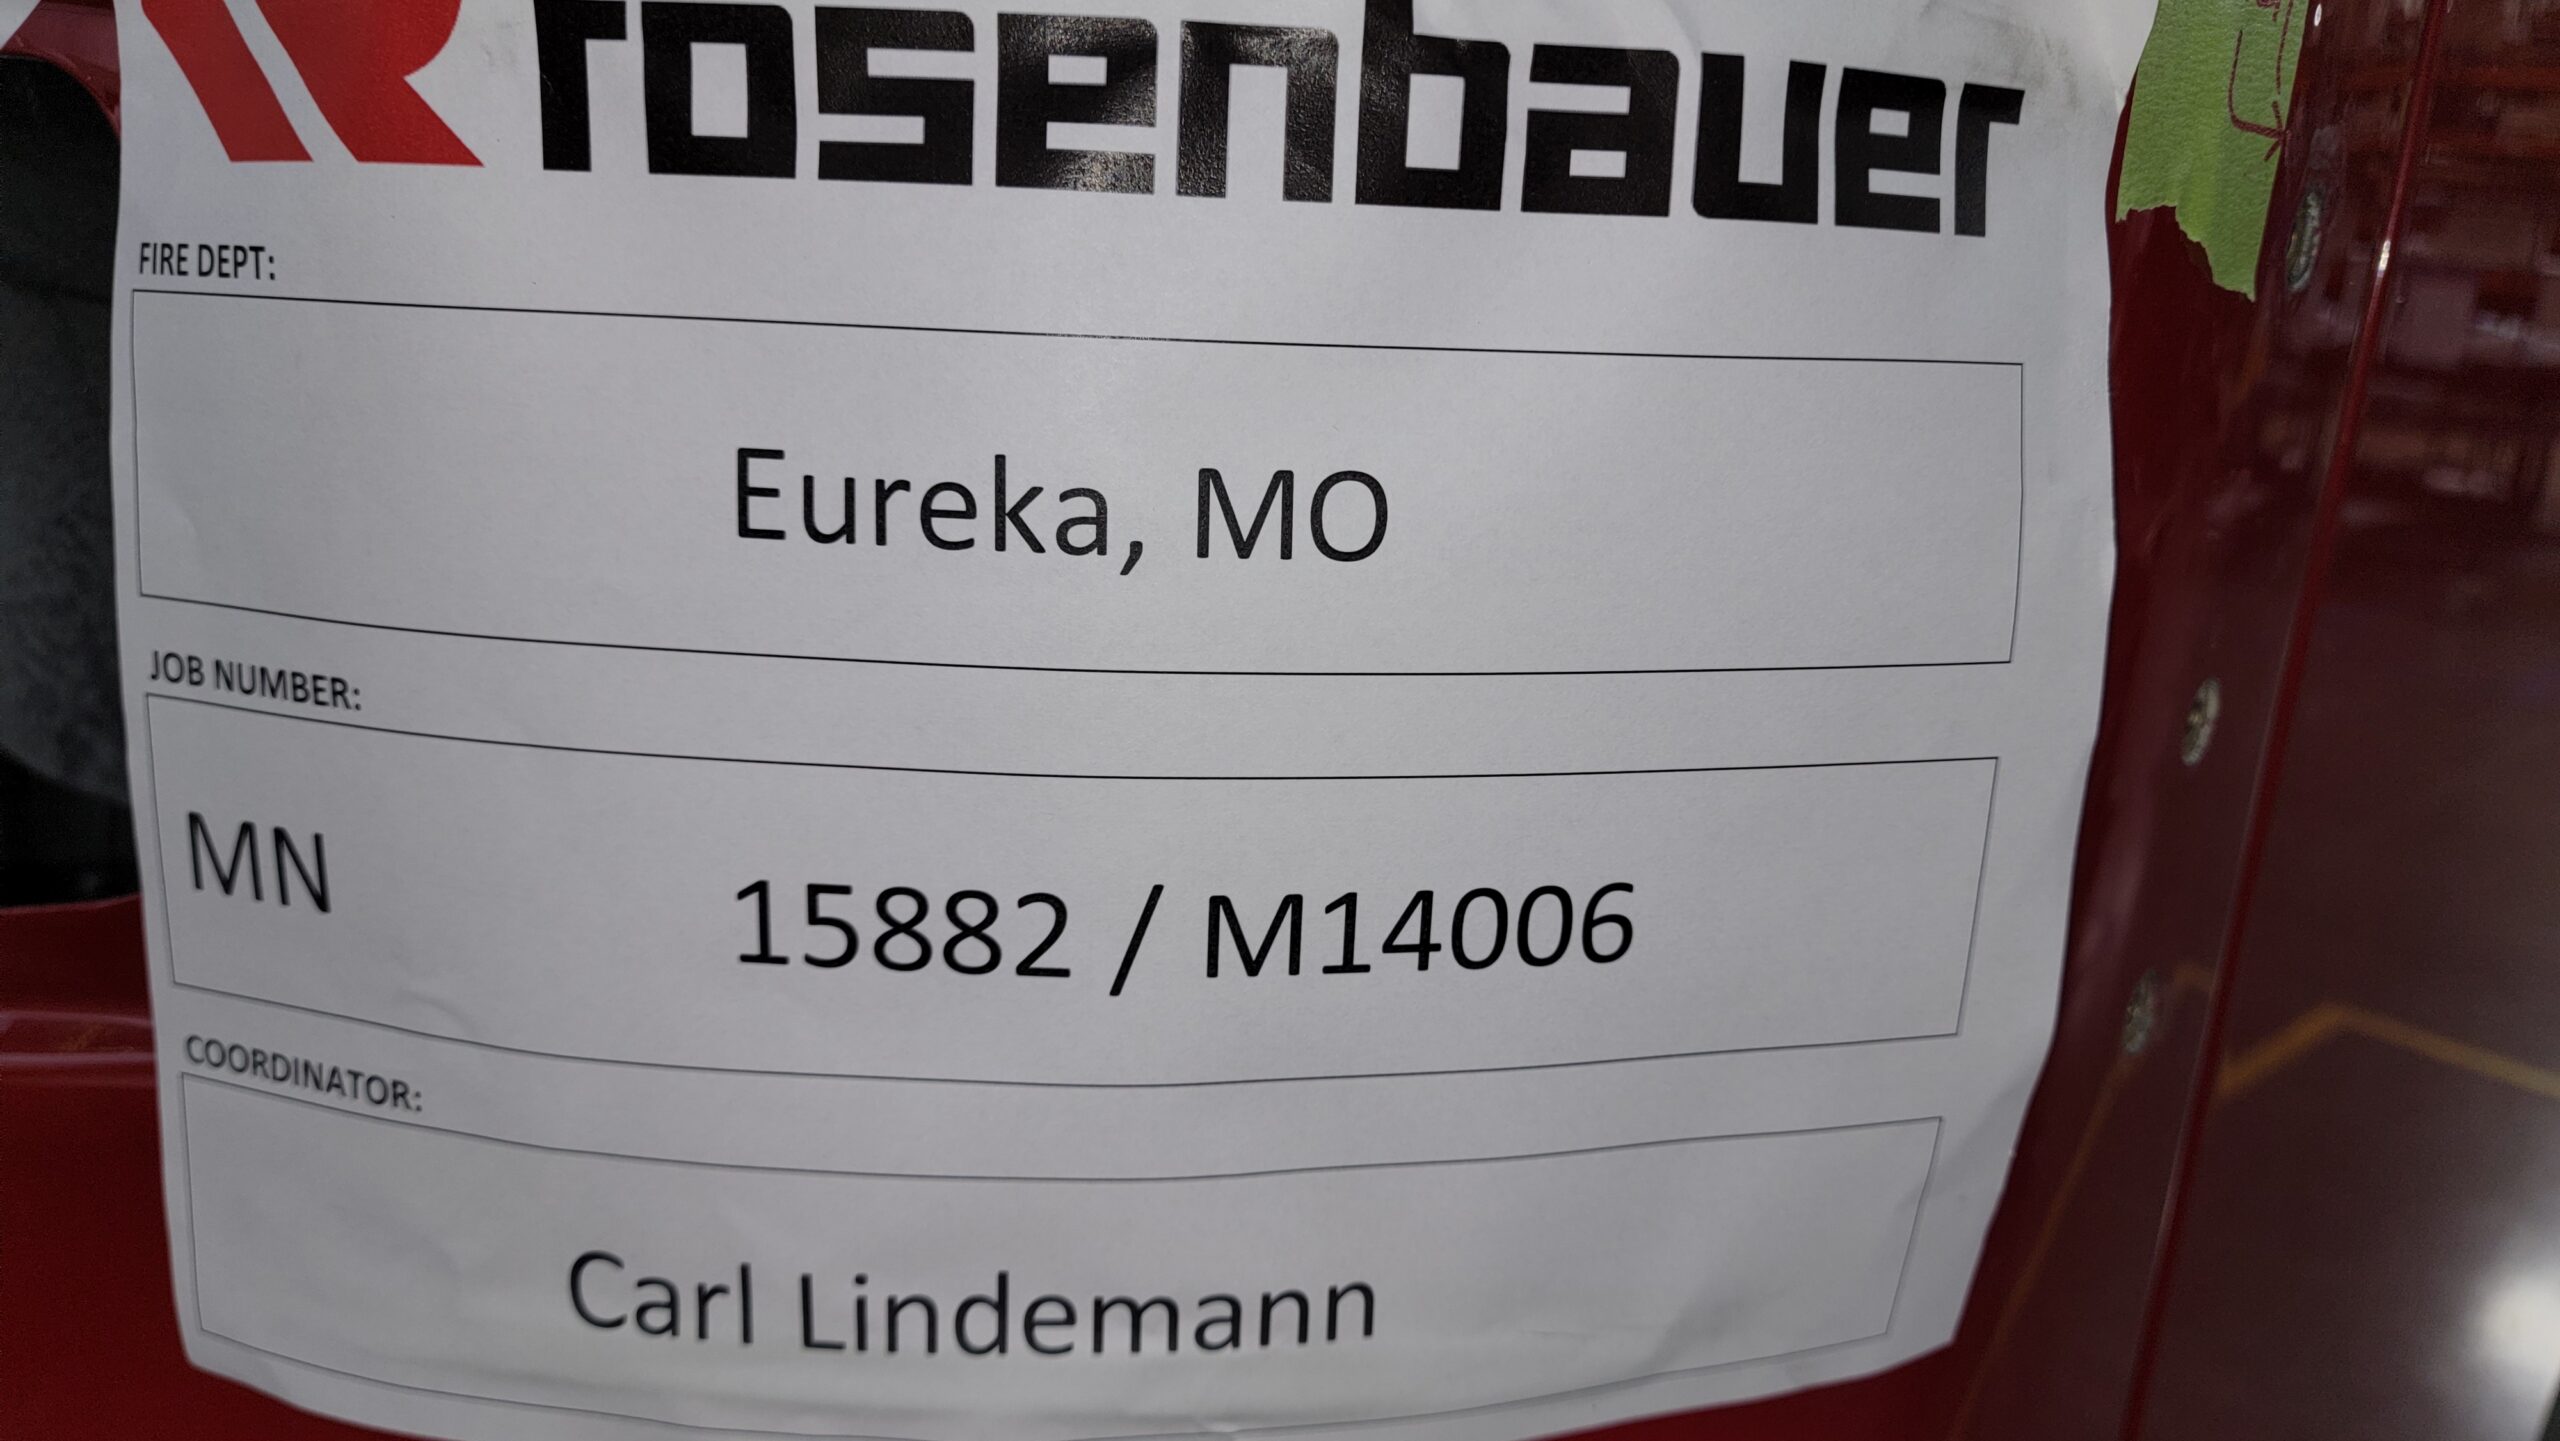 rosenbauer
FIRE DEPT:
Eureka, MO
JOB NUMBER:
MN 15882 / M14006
COORDINATOR:
Carl Lindemann